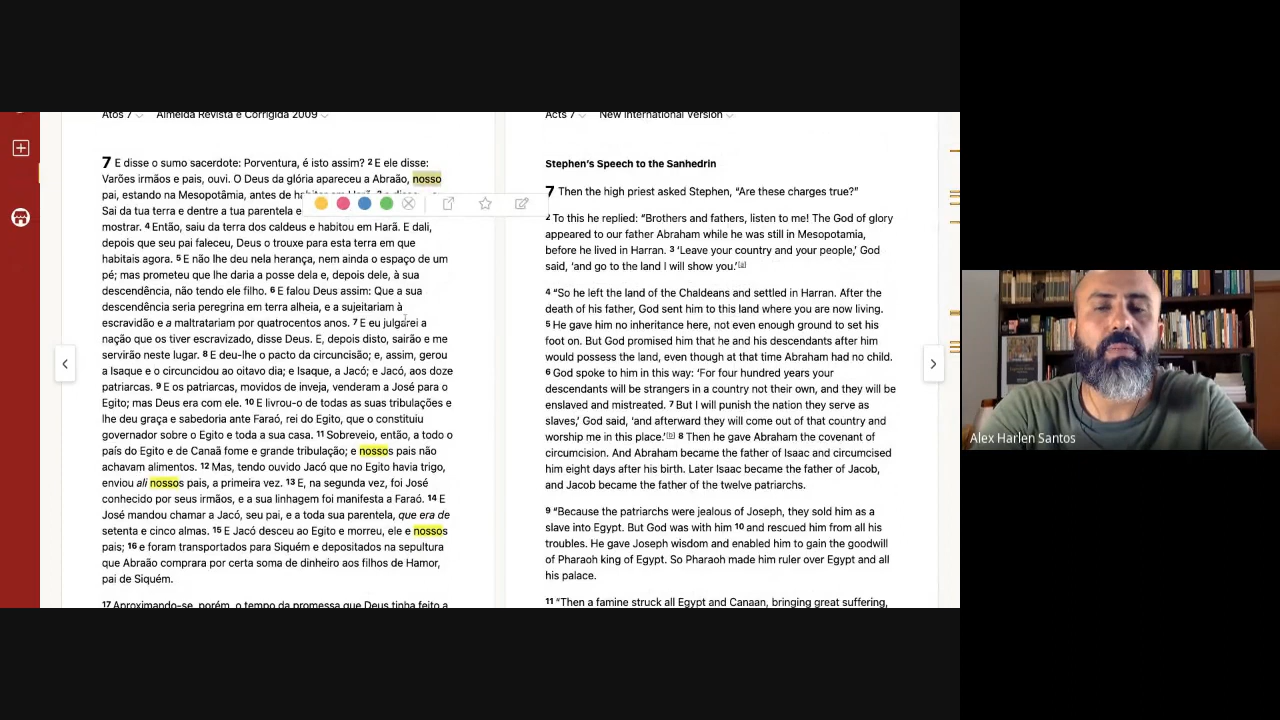 Atos 7 Almeida Revista e Corrigida 2009
7 E disse o sumo sacerdote: Porventura, é isto assim? 2 E ele disse:
Varões irmãos e pais, ouvi. O Deus da glória apareceu a Abraão, nosso
pai, estando na Mesopotâmia, antes de
Sai da tua terra e dentre a tua parentela e
mostrar. 4 Então, saiu da terra dos caldeus e habitou em Harã. E dali,
depois que seu pai faleceu, Deus o trouxe para esta terra em que
habitais agora. 5 E não lhe deu nela herança, nem ainda o espaço de um
pé; mas prometeu que lhe daria a posse dela e, depois dele, à sua
descendência, não tendo ele filho. 6 E falou Deus assim: Que a sua
descendência seria peregrina em terra alheia, e a sujeitariam à
escravidão e a maltratariam por quatrocentos anos. 7 E eu julgarei a
nação que os tiver escravizado, disse Deus. E, depois disto, sairão e me
servirão neste lugar. 8 E deu-lhe o pacto da circuncisão; e, assim, gerou
a Isaque e o circuncidou ao oitavo dia; e Isaque, a Jacó; e Jacó, aos doze
patriarcas. 9 E os patriarcas, movidos de inveja, venderam a José para o
Egito; mas Deus era com ele. 10 E livrou-o de todas as suas tribulações e
lhe deu graça e sabedoria ante Faraó, rei do Egito, que o constituiu
governador sobre o Egito e toda a sua casa. 11 Sobreveio, então, a todo o
país do Egito e de Canaã fome e grande tribulação; e nossos pais não
achavam alimentos. 12 Mas, tendo ouvido Jacó que no Egito havia trigo,
enviou ali nossos pais, a primeira vez. 13 E, na segunda vez, foi José
conhecido por seus irmãos, e a sua linhagem foi manifesta a Faraó. 14 E
José mandou chamar a Jacó, seu pai, e a toda sua parentela, que era de
setenta e cinco almas. 15 E Jacó desceu ao Egito e morreu, ele e nossos
pais; 16 e foram transportados para Siquém e depositados na sepultura
que Abraão comprara por certa soma de dinheiro aos filhos de Hamor,
pai de Siquém.
17 Aproximando-se, porém, o tempo da promessa que Deus tinha feito a
Acts 7 New International Version
Stephen's Speech to the Sanhedrin
7 Then the high priest asked Stephen, “Are these charges true?”
2 To this he replied: “Brothers and fathers, listen to me! The God of glory
appeared to our father Abraham while he was still in Mesopotamia,
before he lived in Harran. 3 ‘Leave your country and your people,’ God
said, ‘and go to the land I will show you.’[a]
4 “So he left the land of the Chaldeans and settled in Harran. After the
death of his father, God sent him to this land where you are now living.
5 He gave him no inheritance here, not even enough ground to set his
foot on. But God promised him that he and his descendants after him
would possess the land, even though at that time Abraham had no child.
6 God spoke to him in this way: ‘For four hundred years your
descendants will be strangers in a country not their own, and they will be
enslaved and mistreated. 7 But I will punish the nation they serve as
slaves,’ God said, ‘and afterward they will come out of that country and
worship me in this place.’[b] 8 Then he gave Abraham the covenant of
circumcision. And Abraham became the father of Isaac and circumcised
him eight days after his birth. Later Isaac became the father of Jacob,
and Jacob became the father of the twelve patriarchs.
9 “Because the patriarchs were jealous of Joseph, they sold him as a
slave into Egypt. But God was with him 10 and rescued him from all his
troubles. He gave Joseph wisdom and enabled him to gain the goodwill
of Pharaoh king of Egypt. So Pharaoh made him ruler over Egypt and all
his palace.
11 “Then a famine struck all Egypt and Canaan, bringing great suffering,
Alex Harlen Santos